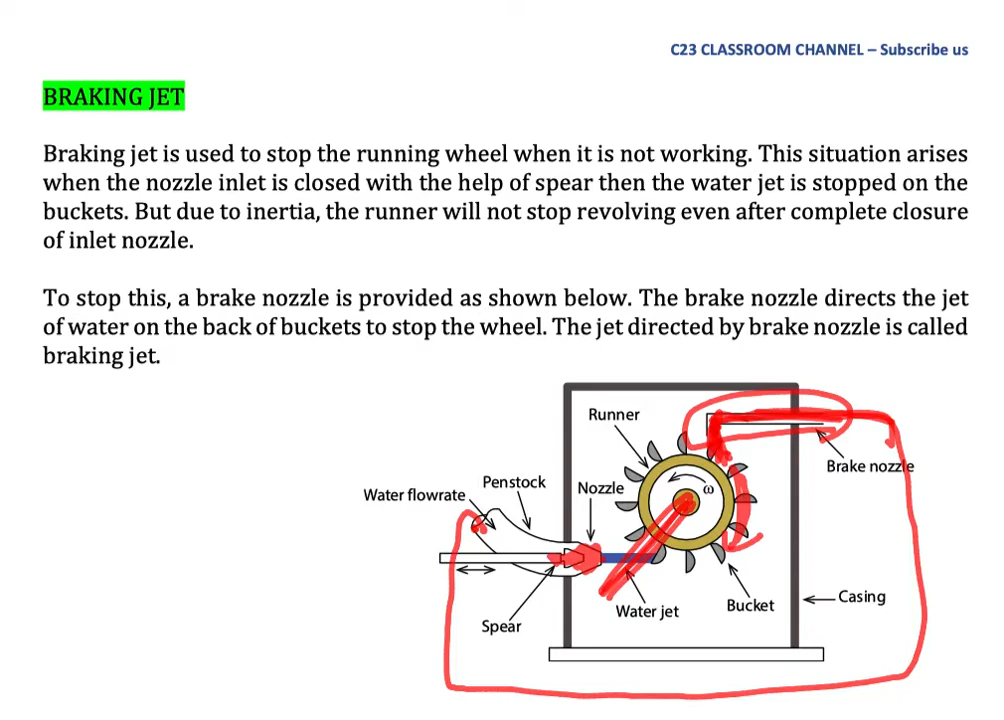 C23 CLASSROOM CHANNEL – Subscribe us
BRAKING JET
Braking jet is used to stop the running wheel when it is not working. This situation arises
when the nozzle inlet is closed with the help of spear then the water jet is stopped on the
buckets. But due to inertia, the runner will not stop revolving even after complete closure
of inlet nozzle.
To stop this, a brake nozzle is provided as shown below. The brake nozzle directs the jet
of water on the back of buckets to stop the wheel. The jet directed by brake nozzle is called
braking jet.
Runner
Brake nozzle
Penstock
Nozzle
ω
Water flowrate
Casing
Bucket
Water jet
Spear